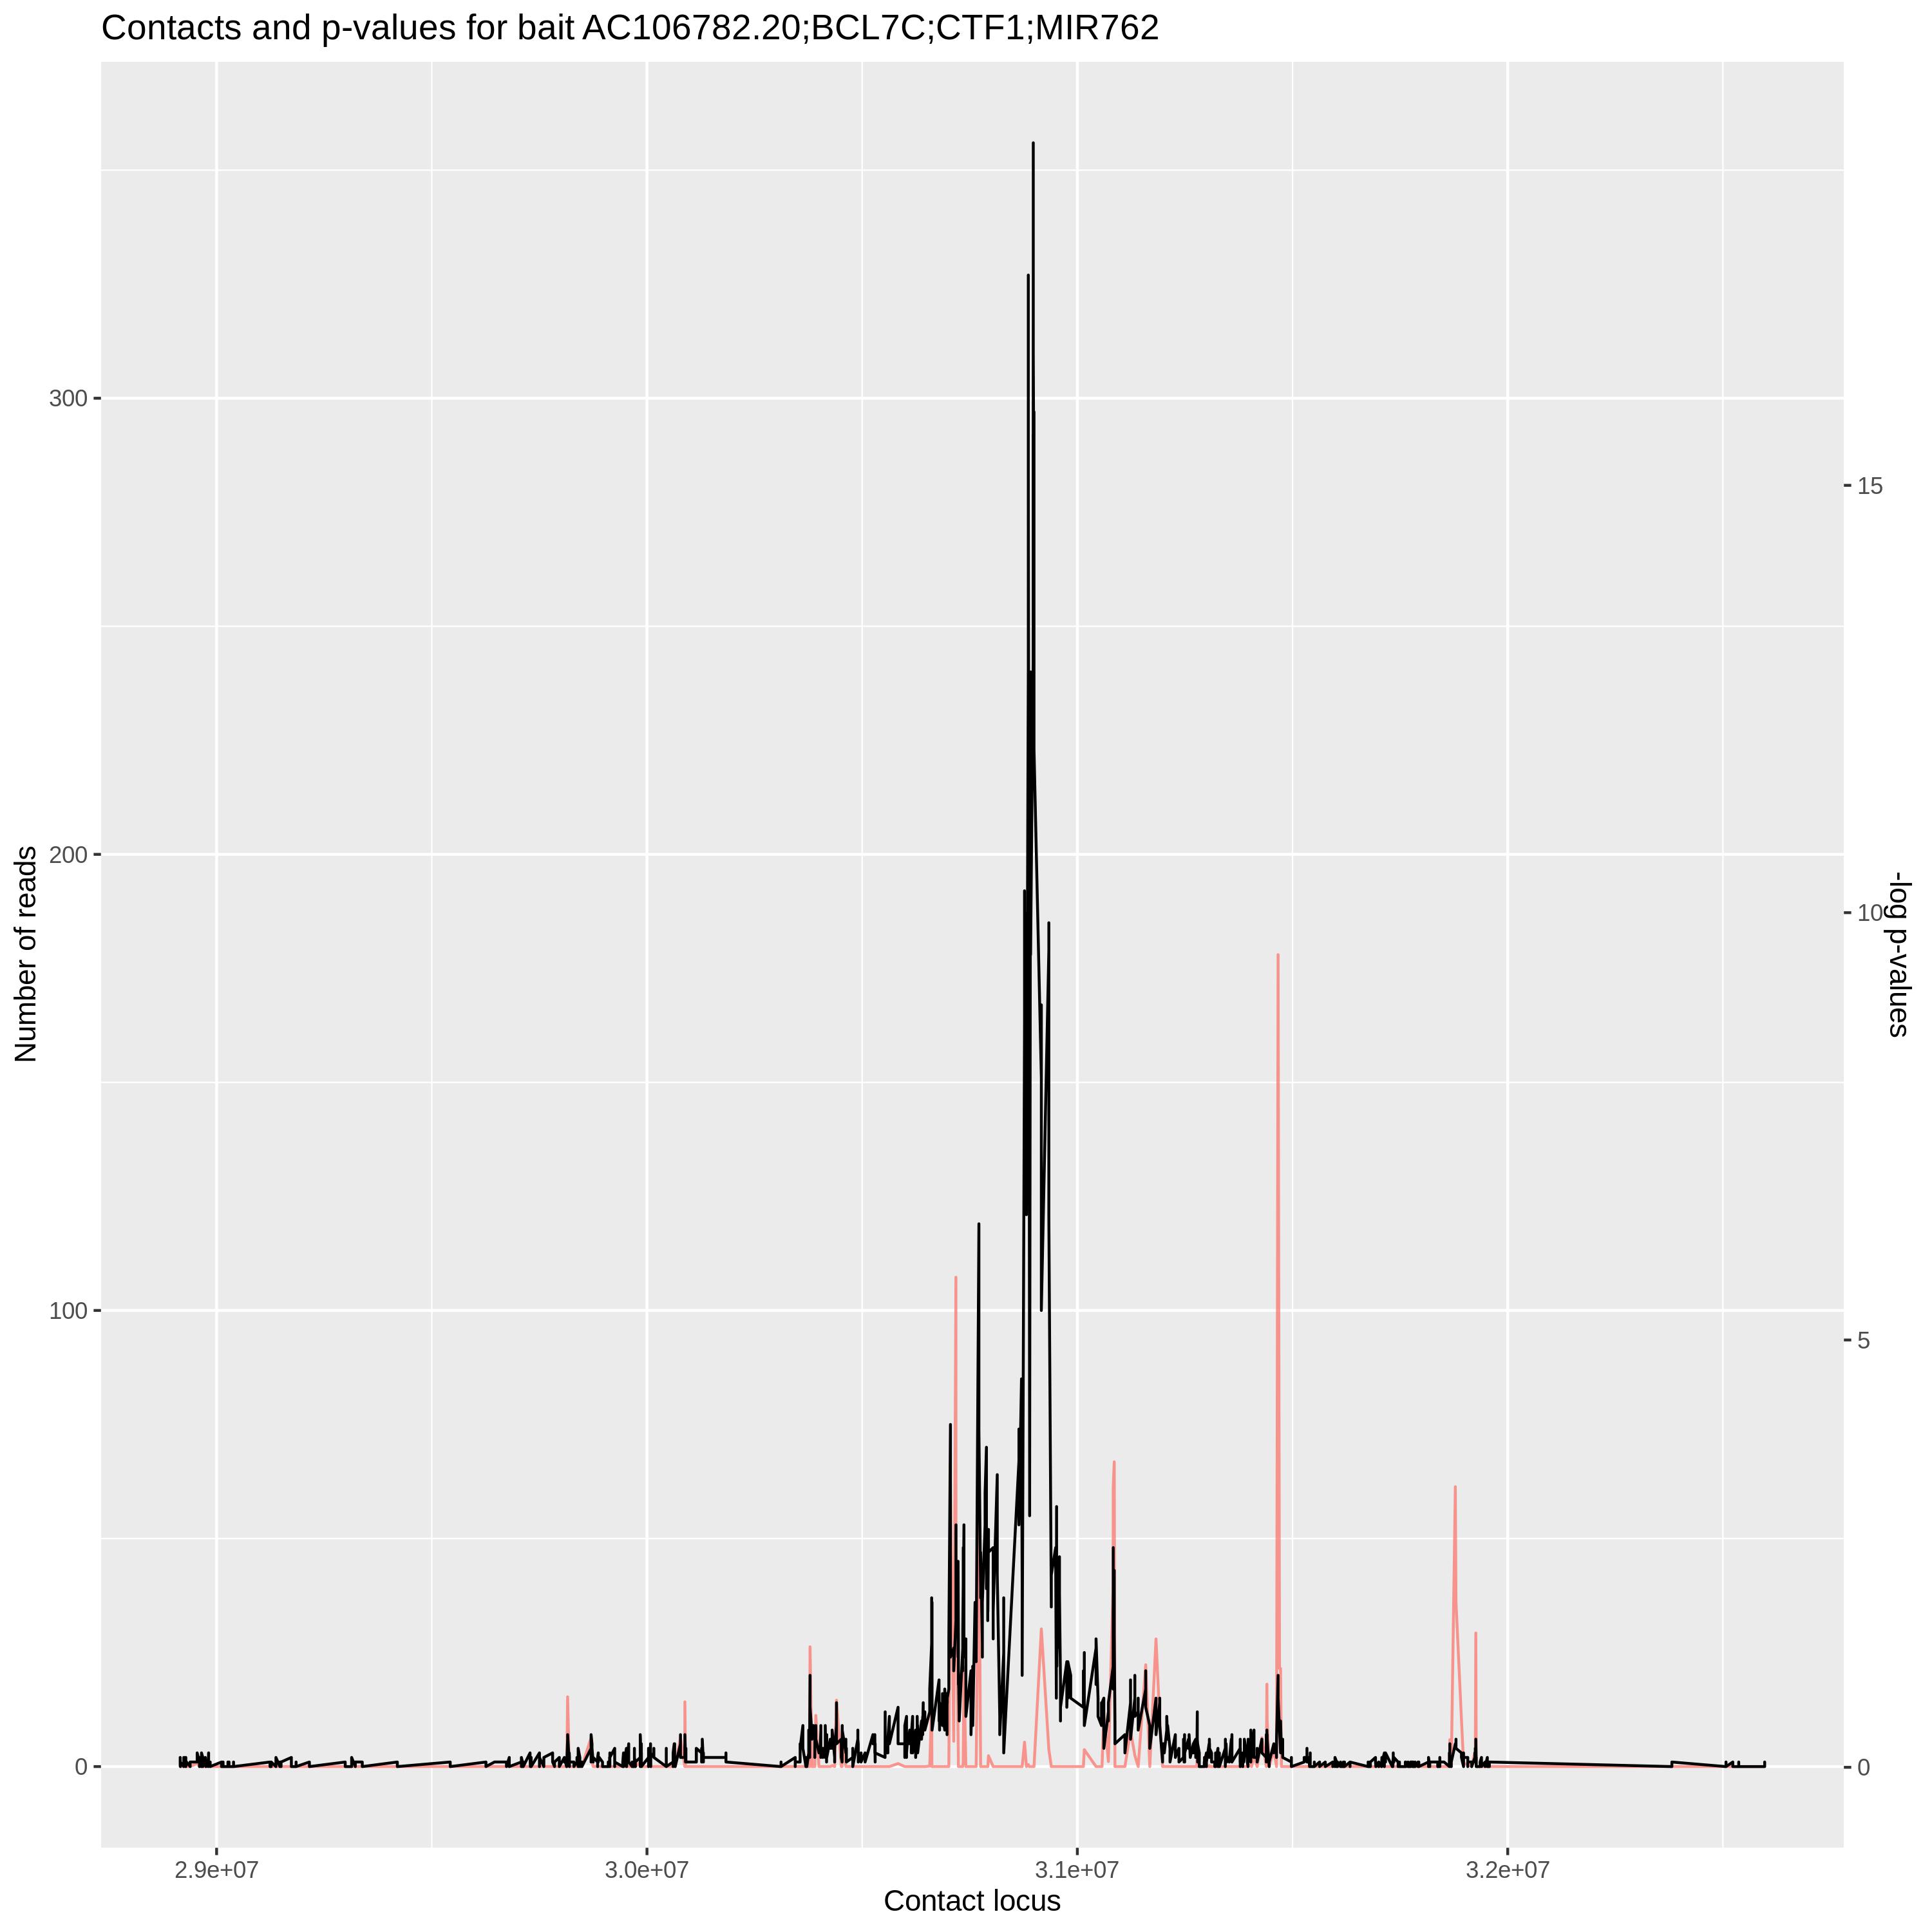 Contacts and p-values for bait AC106782.20;BCL7C;CTF1;MIR762
Number of reads
300
200
100
0
15
10
5
0
-log p-values
2.9e+07 3.0e+07 3.1e+07 3.2e+07
Contact locus